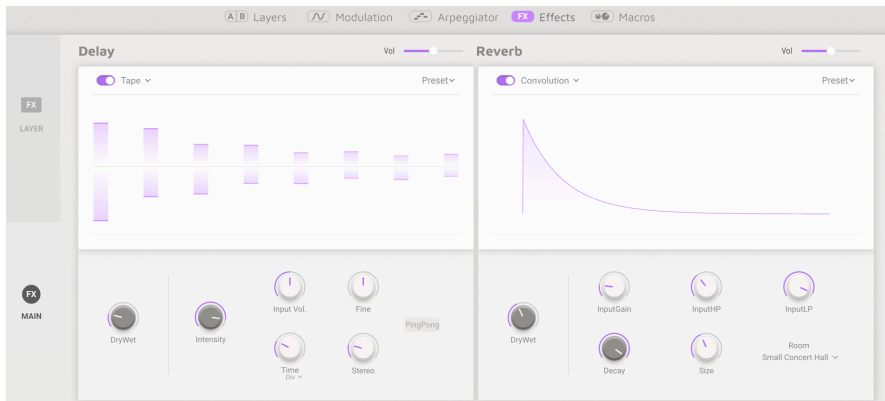 A B Layers
Modulation
Arpeggiator
FX Effects
Macros
Delay
Vol
Reverb
Vol
Tape
Preset
Convolution
Preset
FX
LAYER
FX
MAIN
DryWet
Intensity
Input Vol.
Fine
PingPong
Time
Div
Stereo
DryWet
InputGain
InputHP
InputLP
Decay
Size
Room
Small Concert Hall